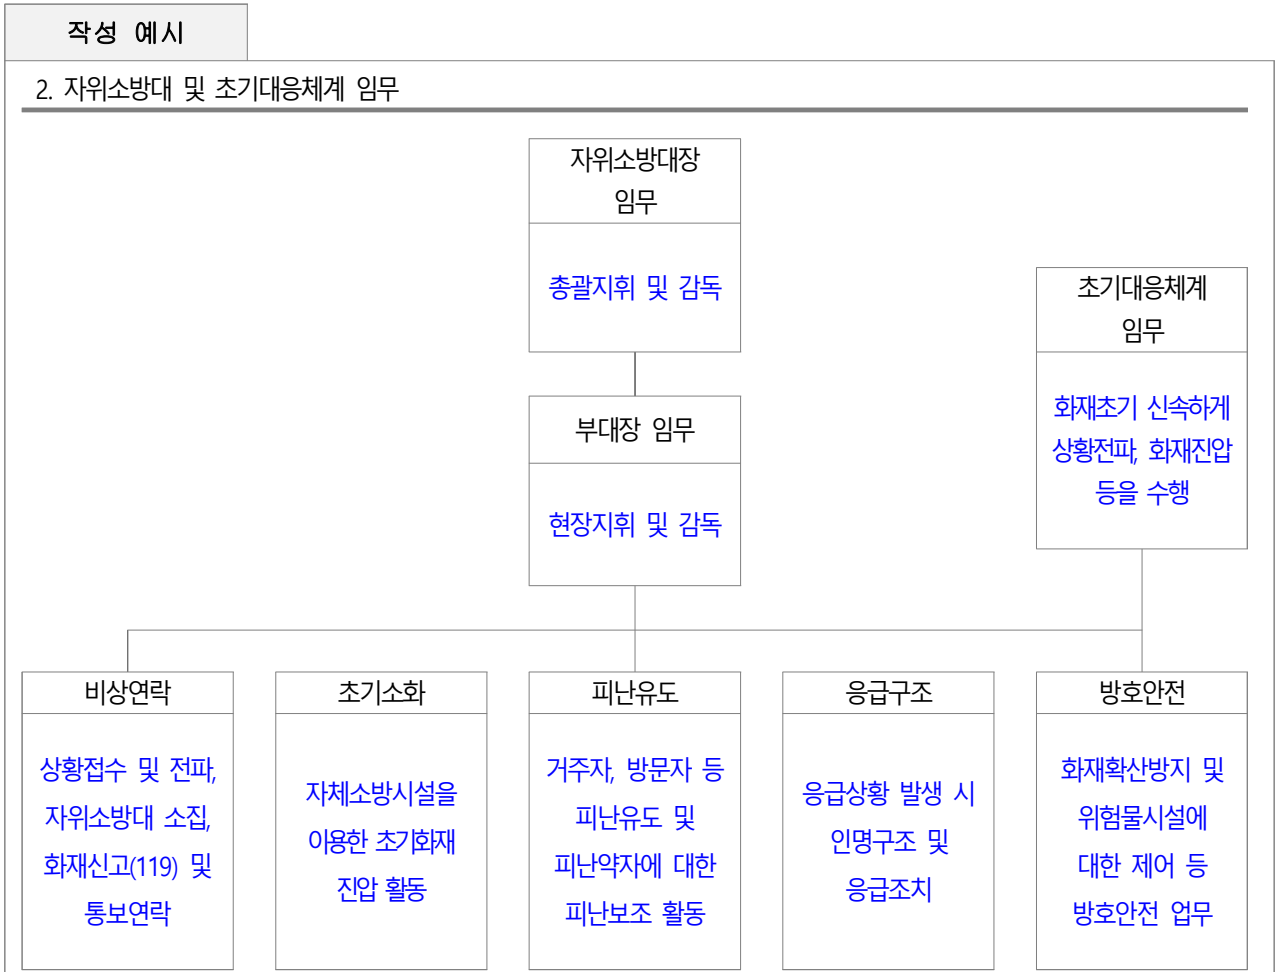 작성 예시
2. 자위소방대 및 초기대응체계 임무
자위소방대장
임무
총괄지휘 및 감독
초기대응체계
임무
화재초기 신속하게
상황전파, 화재진압
등을 수행
부대장 임무
현장지휘 및 감독
비상연락
상황접수 및 전파,
자위소방대 소집,
화재신고(119) 및
통보연락
초기소화
자체소방시설을
이용한 초기화재
진압 활동
피난유도
거주자, 방문자 등
피난유도 및
피난약자에 대한
피난보조 활동
응급구조
응급상황 발생 시
인명구조 및
응급조치
방호안전
화재확산방지 및
위험물시설에
대한 제어 등
방호안전 업무